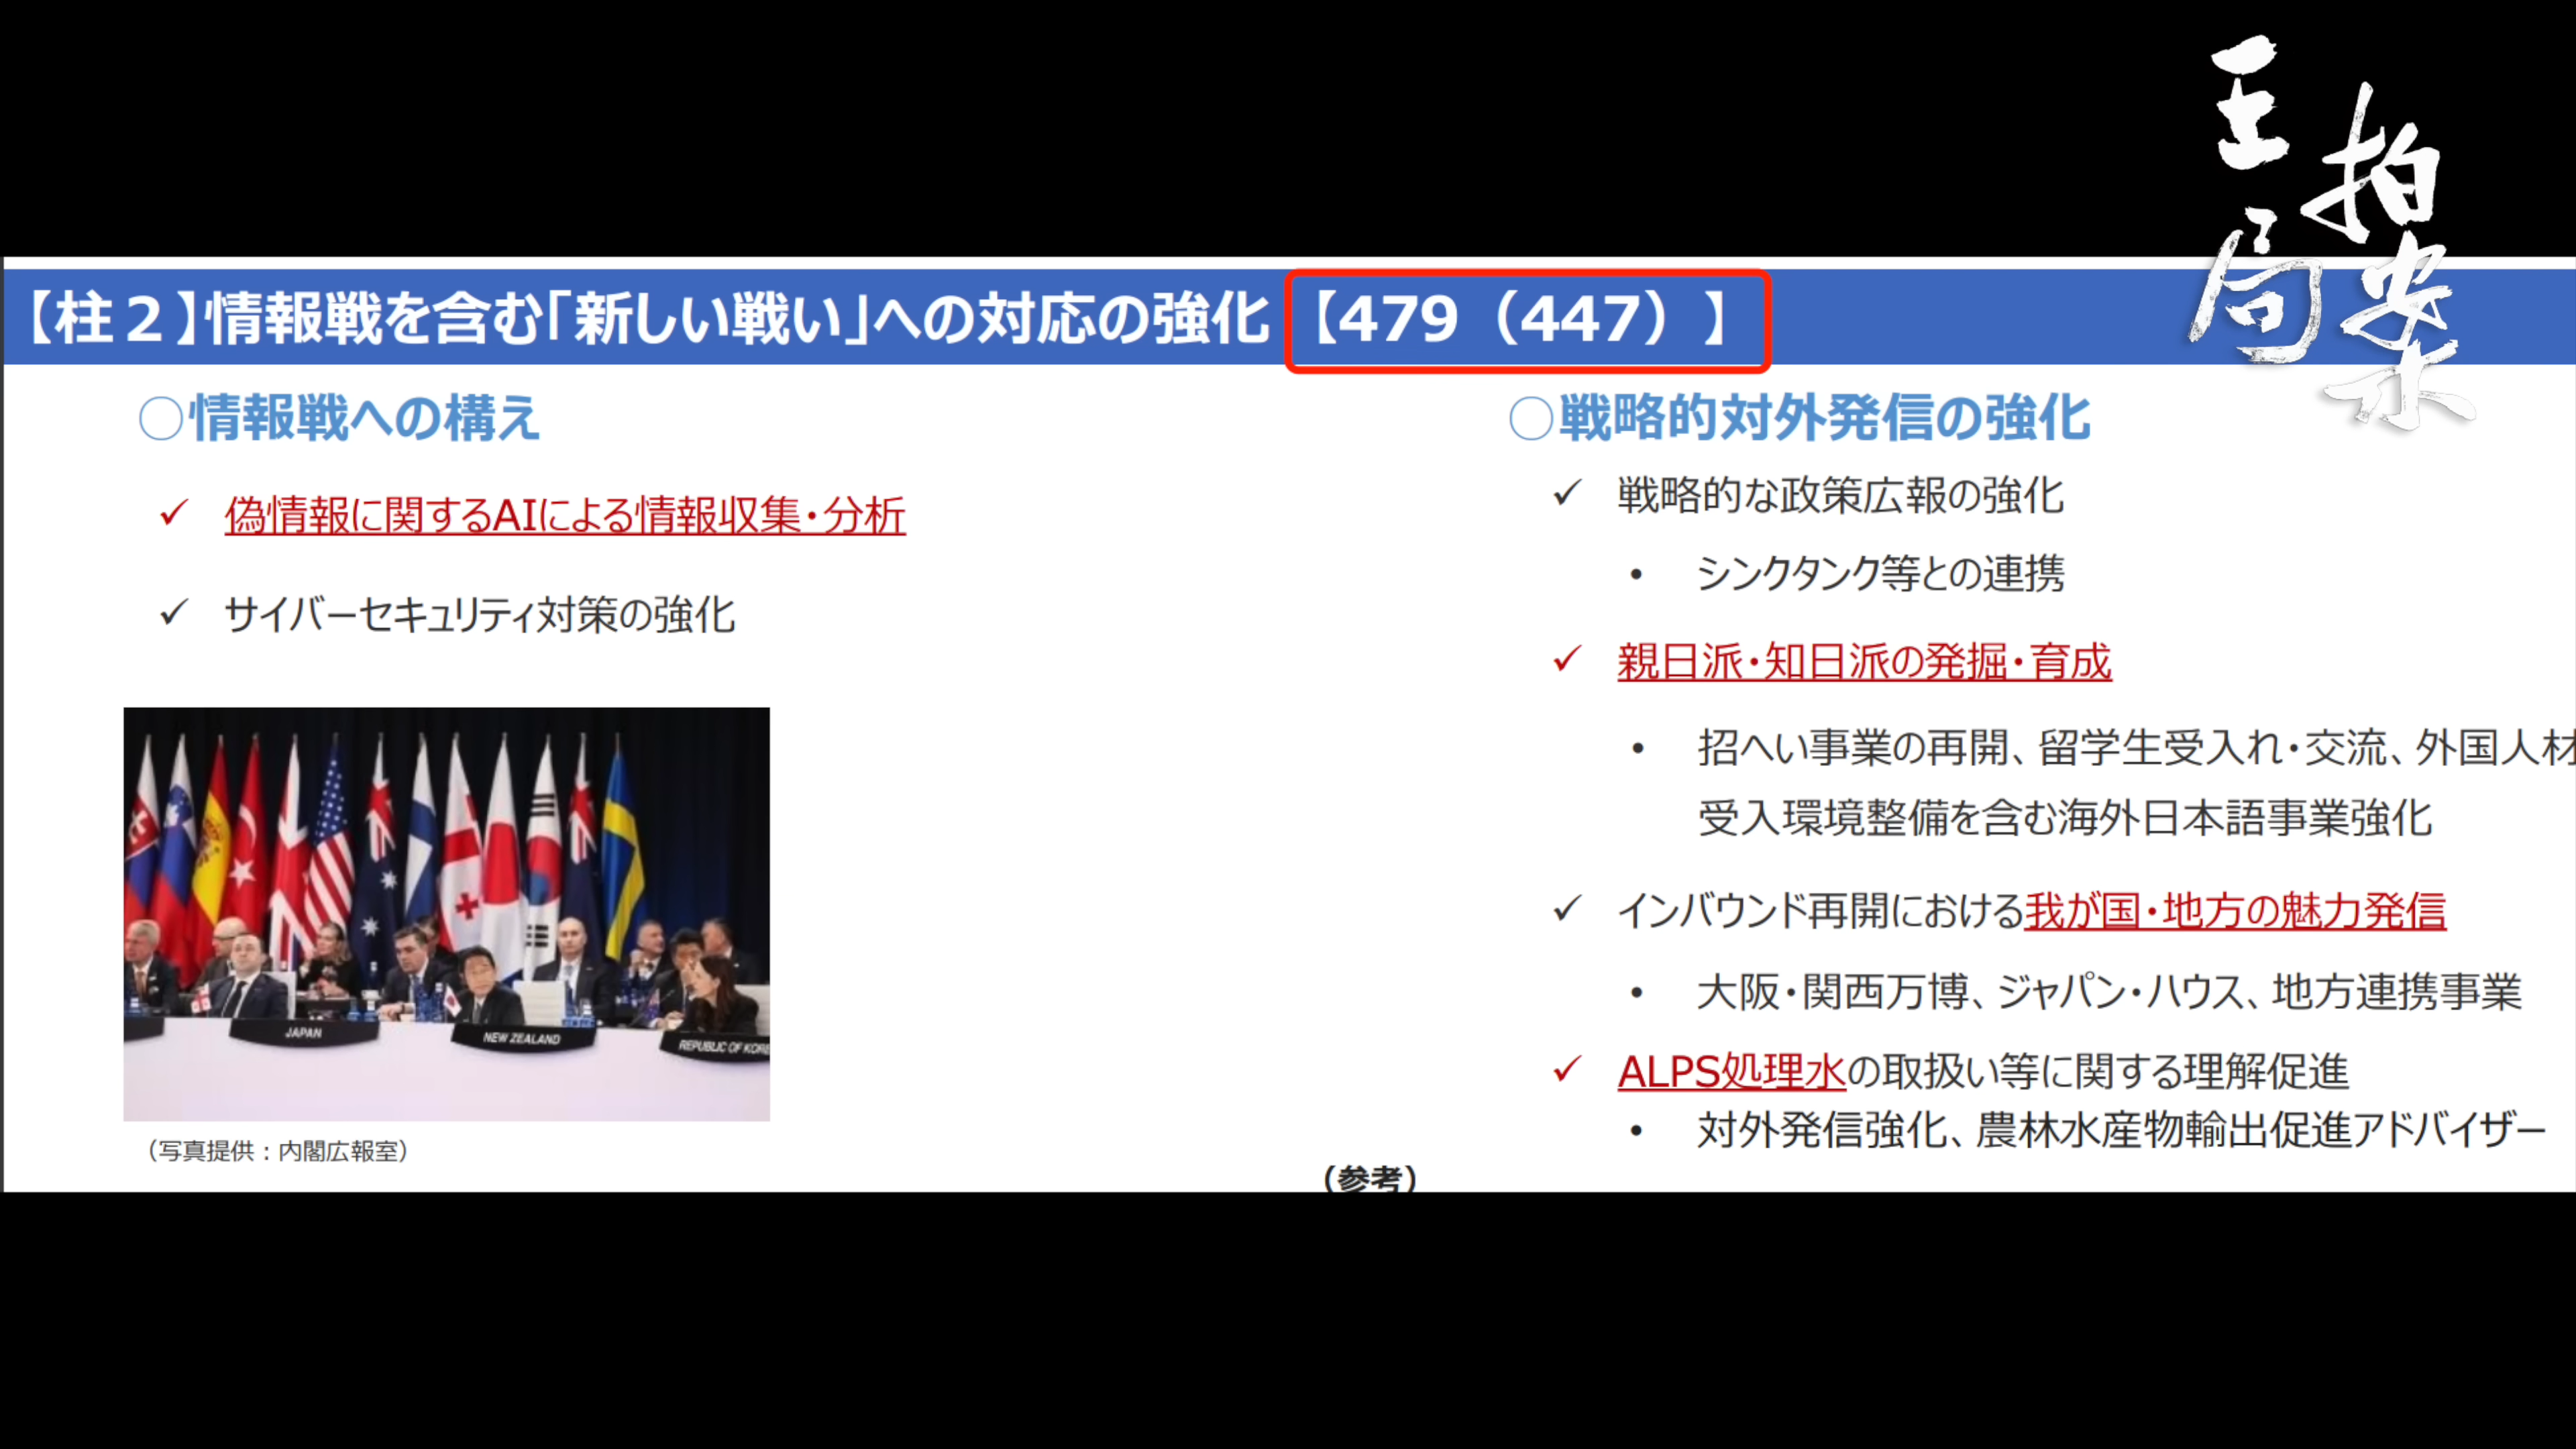 王局拍案
【柱２】情報戦を含む「新しい戦い」への対応の強化【479（447）】
○情報戦への構え
✓ 偽情報に関するAIによる情報収集・分析
✓ サイバーセキュリティ対策の強化
JAPAN
NEW ZEALAND
REPUBLIC OF KORE
（写真提供：内閣広報室）
○戦略的対外発信の強化
✓ 戦略的な政策広報の強化
• シンクタンク等との連携
✓ 親日派・知日派の発掘・育成
• 招へい事業の再開、留学生受入れ・交流、外国人材
受入環境整備を含む海外日本語事業強化
✓ インバウンド再開における我が国・地方の魅力発信
• 大阪・関西万博、ジャパン・ハウス、地方連携事業
✓ ALPS処理水の取扱い等に関する理解促進
• 対外発信強化、農林水産物輸出促進アドバイザー
（参考）